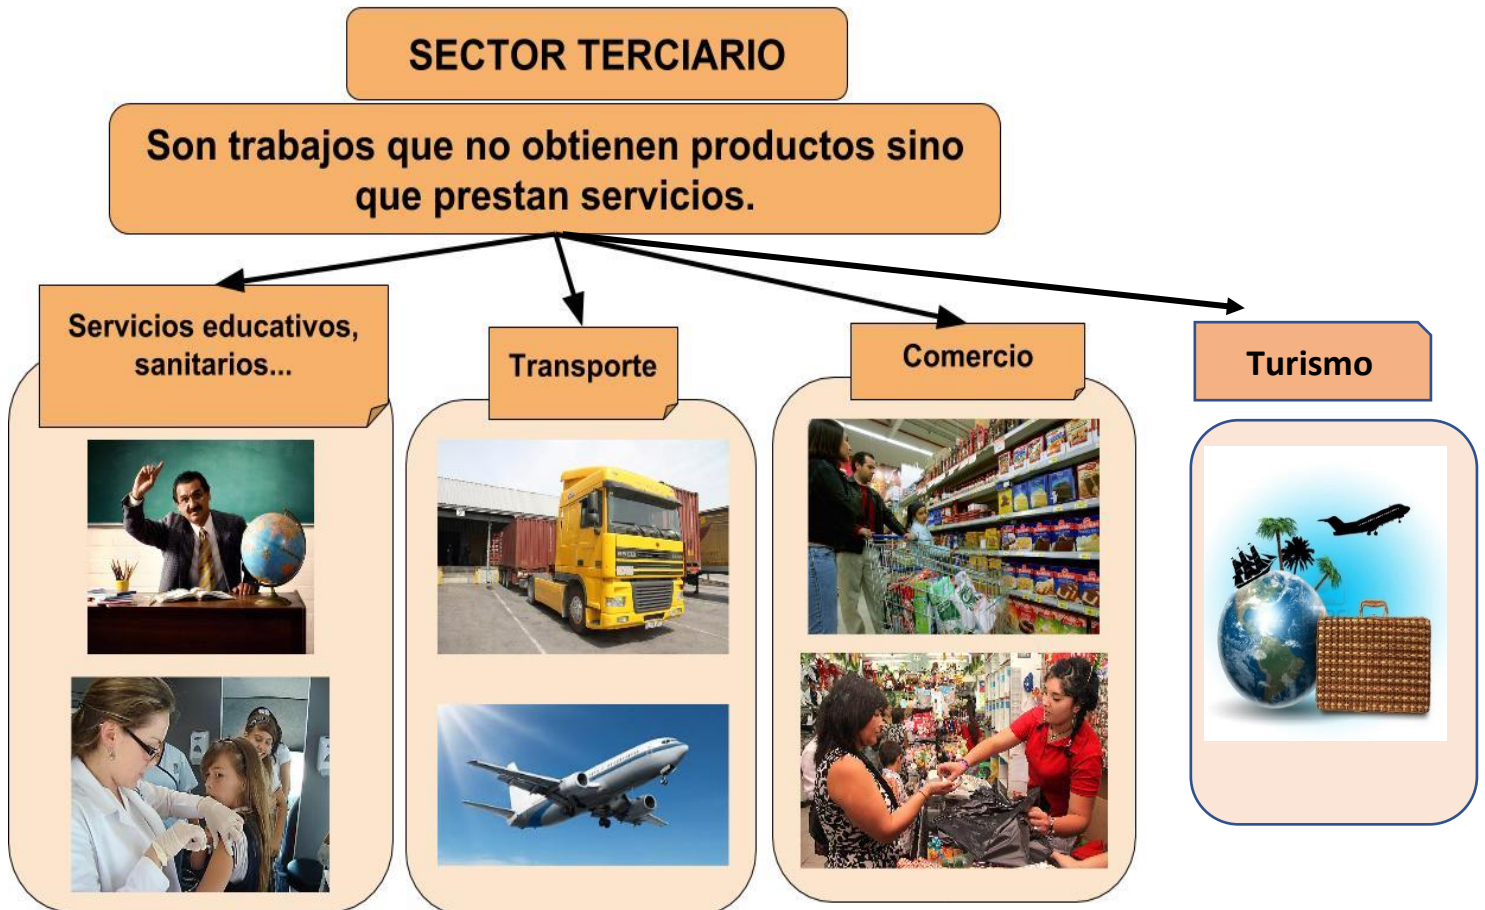 SECTOR TERCIARIO
Son trabajos que no obtienen productos sino
que prestan servicios.
Servicios educativos,
sanitarios...
Transporte
Comercio
Turismo